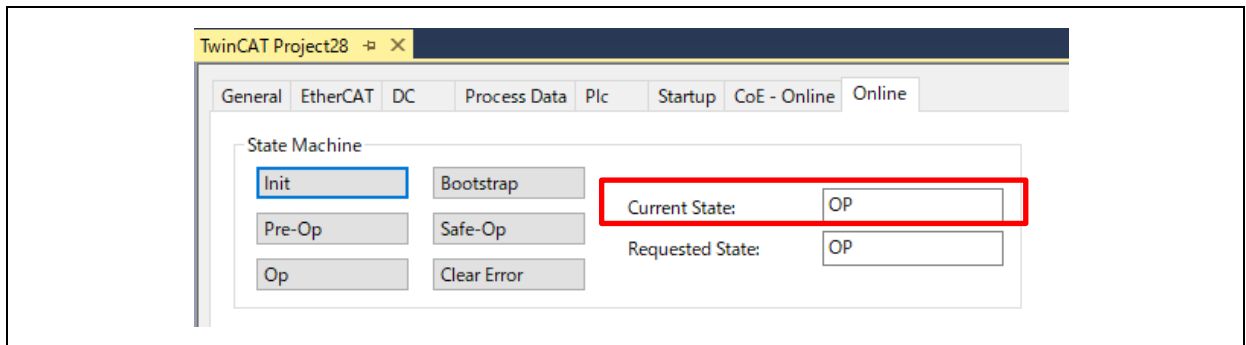 TwinCAT Project28
General EtherCAT DC Process Data Plc Startup CoE - Online Online
State Machine
Init Bootstrap
Current State: OP
Pre-Op Safe-Op
Requested State: OP
Op Clear Error